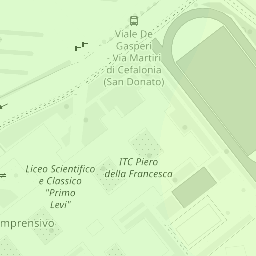 Viale De
Gasperi
Via Martiri
di Cefalonia
(San Donato)
ITC Piero
della Francesca
Liceo Scientifico
e Classico
"Primo
Levi"
mprensivo